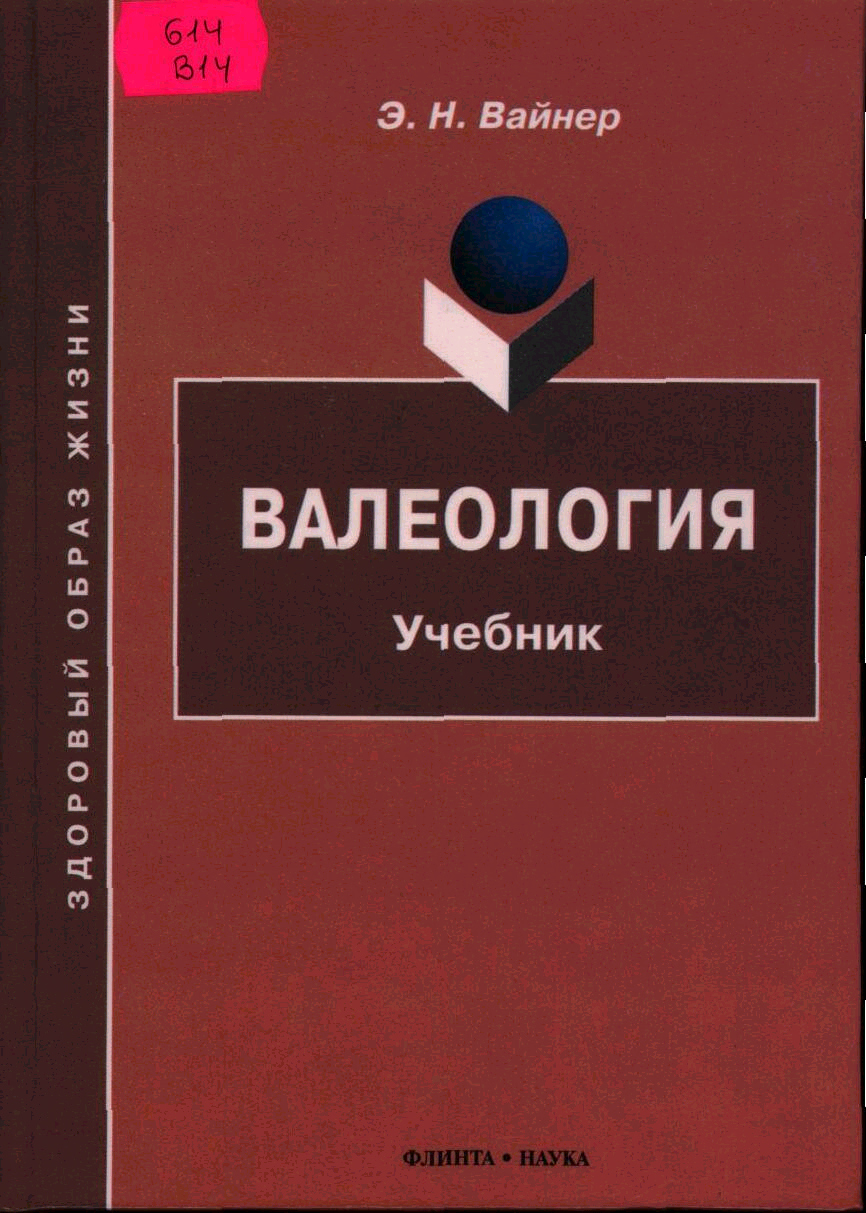 614
В14
Э. Н. Вайнер
ЗДОРОВЫЙ ОБРАЗ ЖИЗНИ
ВАЛЕОЛОГИЯ
Учебник
ФЛИНТА • НАУКА